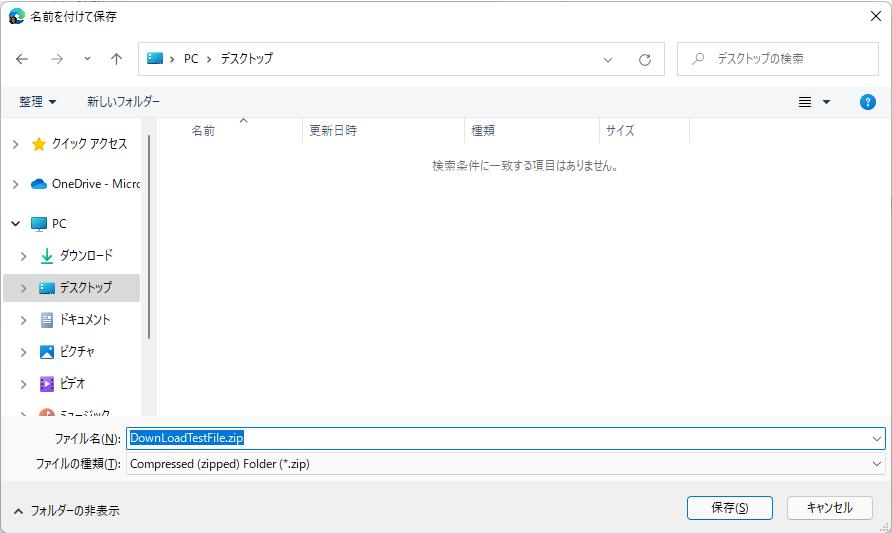 名前を付けて保存
PC デスクトップ
デスクトップの検索
整理 新しいフォルダー
名前 更新日時 種類 サイズ
検索条件に一致する項目はありません。
クイック アクセス
OneDrive - Micro
PC
ダウンロード
デスクトップ
ドキュメント
ピクチャ
ビデオ
ミュージック
ファイル名(N): DownLoadTestFile.zip
ファイルの種類(T): Compressed (zipped) Folder (*.zip)
フォルダーの非表示
保存(S) キャンセル